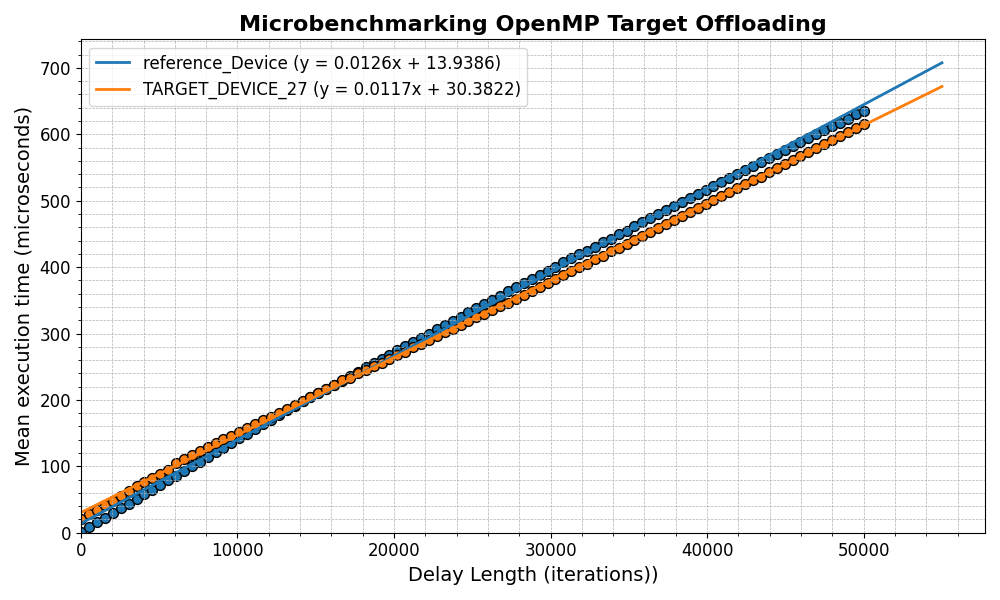 Microbenchmarking OpenMP Target Offloading
reference_Device (y = 0.0126x + 13.9386)
TARGET_DEVICE_27 (y = 0.0117x + 30.3822)
Mean execution time (microseconds)
700
600
500
400
300
200
100
0
0 10000 20000 30000 40000 50000
Delay Length (iterations))